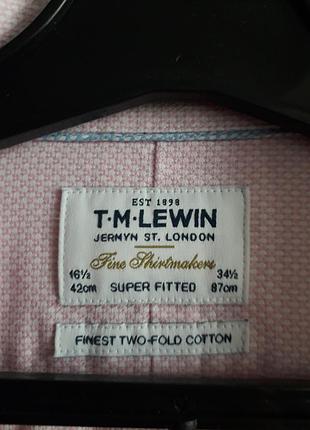 EST 1898
T·M·LEWIN
JERMYN ST. LONDON
Fine Shirtmakers
16½ 34½
42cm SUPER FITTED 87cm
FINEST TWO-FOLD COTTON